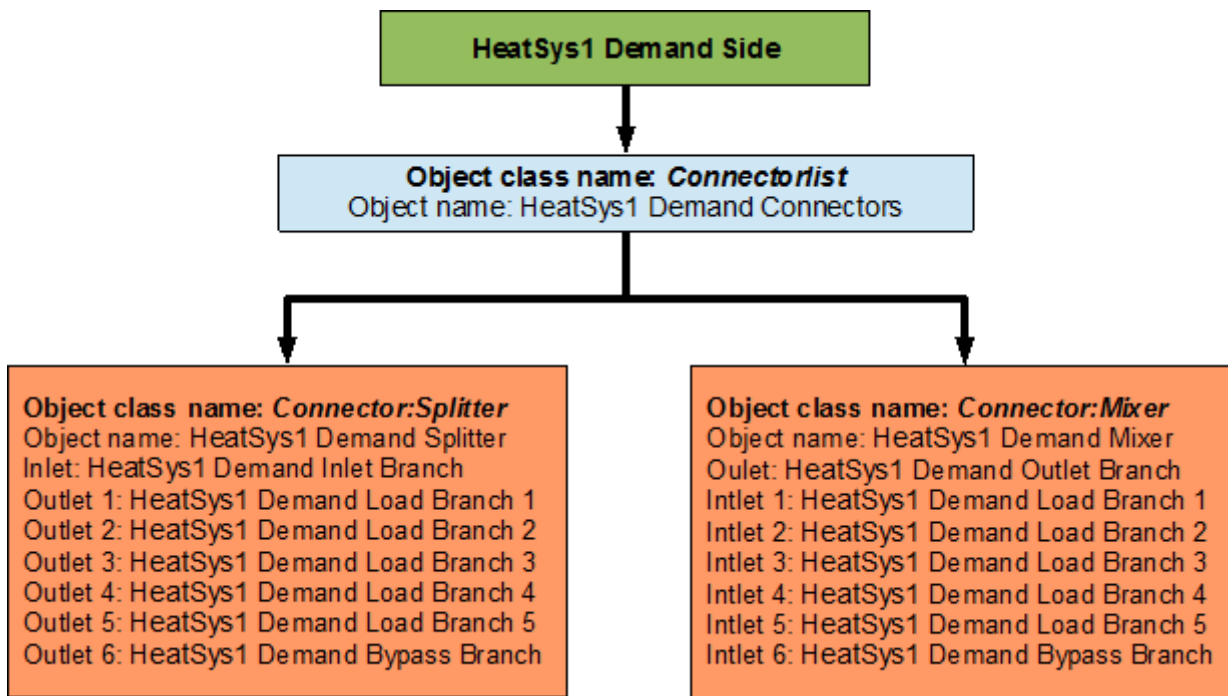 HeatSys1 Demand Side
Object class name: Connectorlist
Object name: HeatSys1 Demand Connectors
Object class name: Connector:Splitter
Object name: HeatSys1 Demand Splitter
Inlet: HeatSys1 Demand Inlet Branch
Outlet 1: HeatSys1 Demand Load Branch 1
Outlet 2: HeatSys1 Demand Load Branch 2
Outlet 3: HeatSys1 Demand Load Branch 3
Outlet 4: HeatSys1 Demand Load Branch 4
Outlet 5: HeatSys1 Demand Load Branch 5
Outlet 6: HeatSys1 Demand Bypass Branch
Object class name: Connector:Mixer
Object name: HeatSys1 Demand Mixer
Oulet: HeatSys1 Demand Outlet Branch
Intlet 1: HeatSys1 Demand Load Branch 1
Intlet 2: HeatSys1 Demand Load Branch 2
Intlet 3: HeatSys1 Demand Load Branch 3
Intlet 4: HeatSys1 Demand Load Branch 4
Intlet 5: HeatSys1 Demand Load Branch 5
Intlet 6: HeatSys1 Demand Bypass Branch